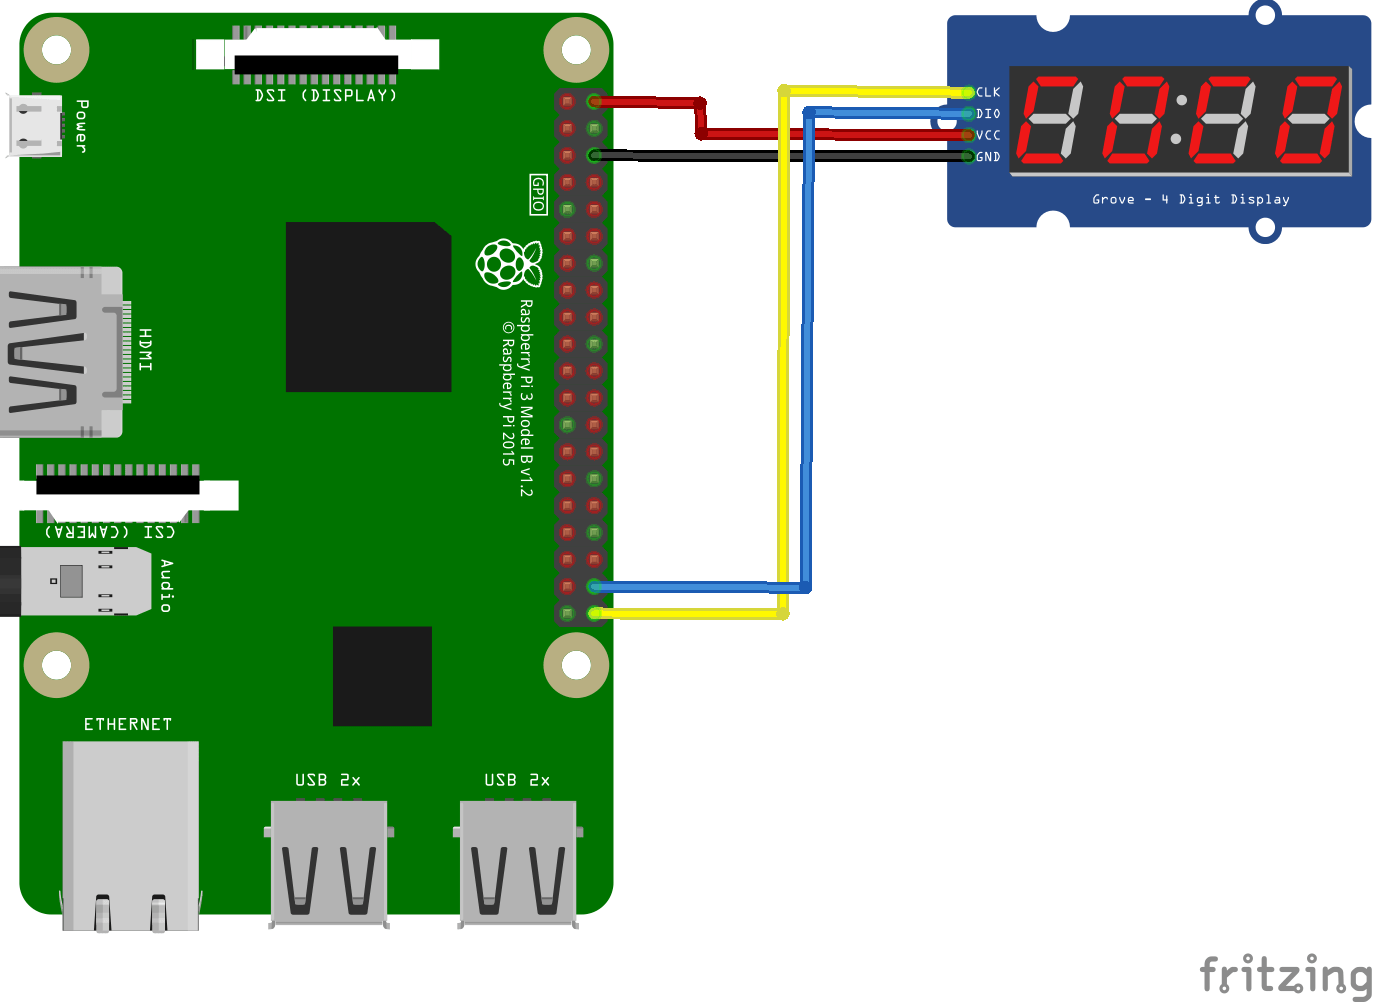 DSI (DISPLAY)
Power
CLK
DIO
VCC
GND
Grove - 4 Digit Display
GPIO
Raspberry Pi 3 Model B v1.2
© Raspberry Pi 2015
HDMI
CSI (CAMERA)
Audio
ETHERNET
USB 2x
USB 2x
fritzing